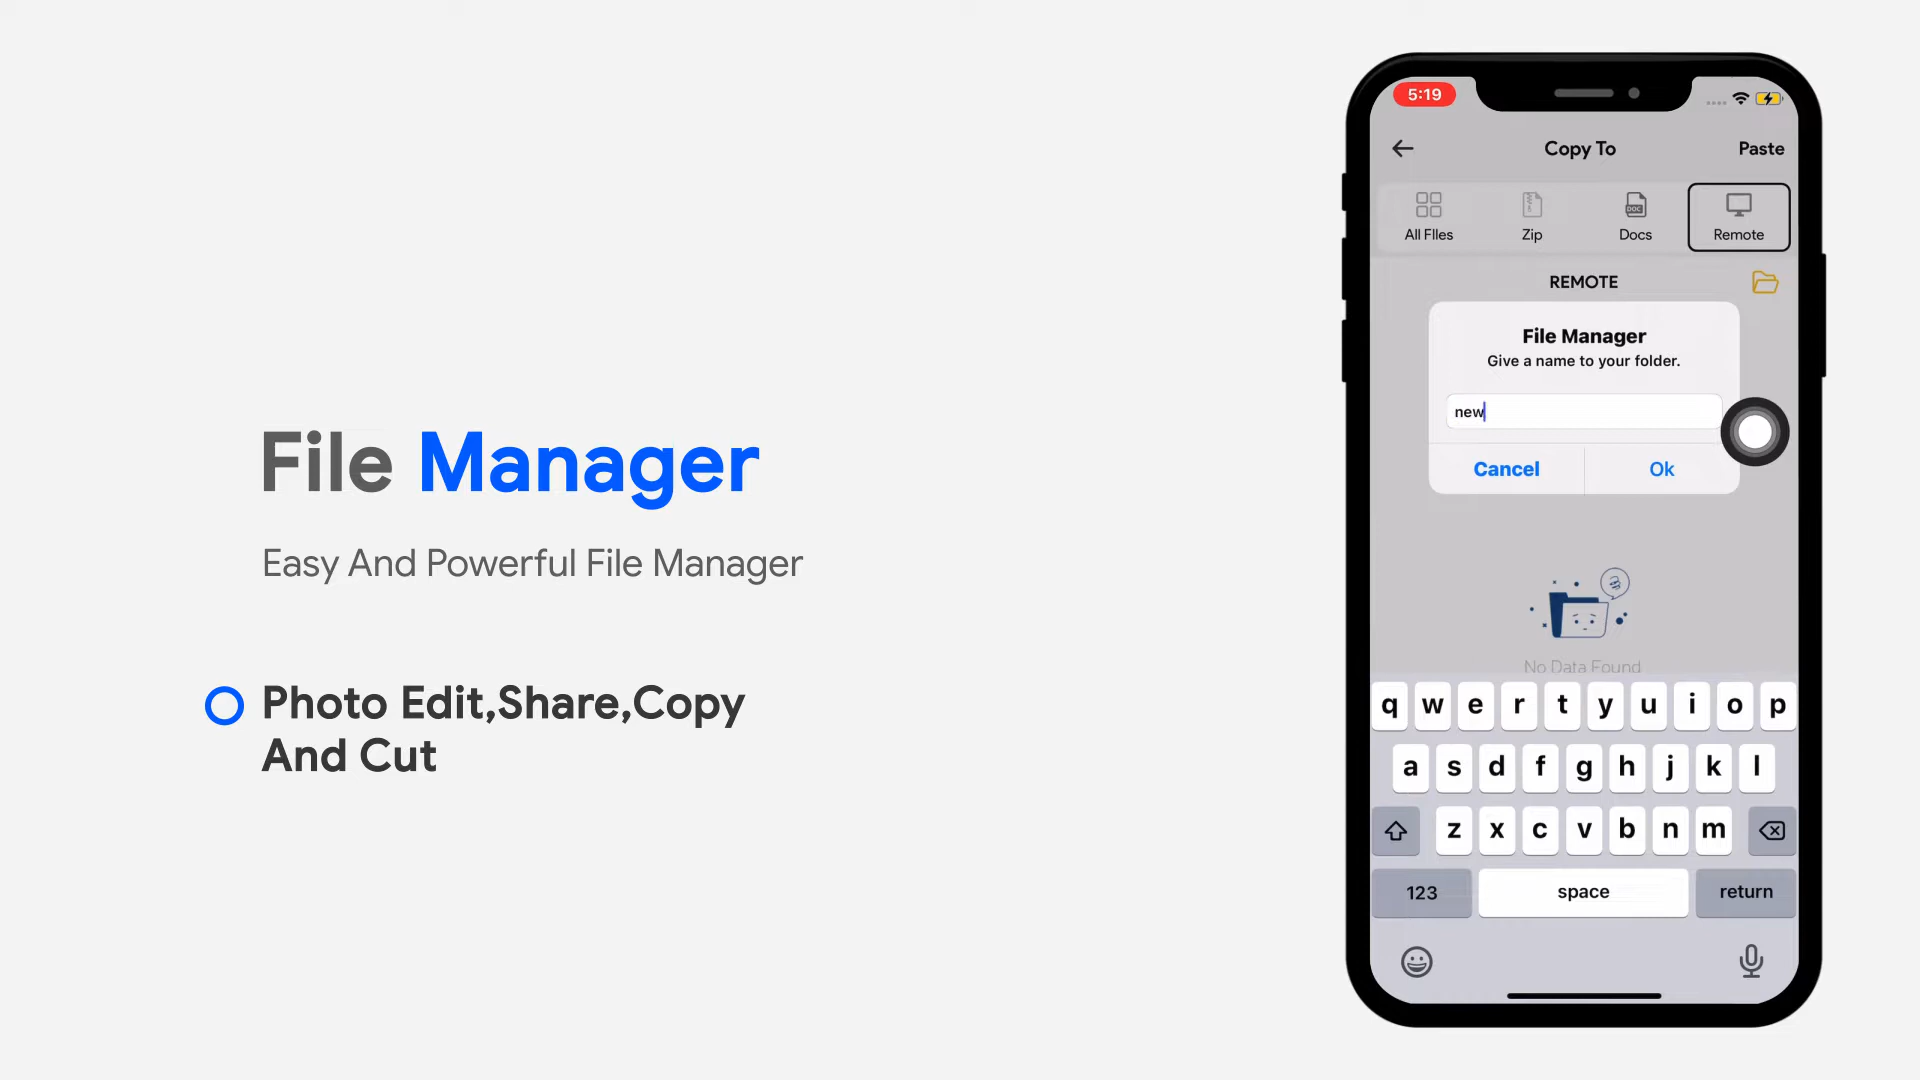 File Manager
Easy And Powerful File Manager
Photo Edit,Share,Copy
And Cut
5:19
Copy To
Paste
All FIles
Zip
DOC
Docs
Remote
REMOTE
File Manager
Give a name to your folder.
new
Cancel
Ok
No Data Found
q w e r t y u i o p
a s d f g h j k l
z x c v b n m
123
space
return